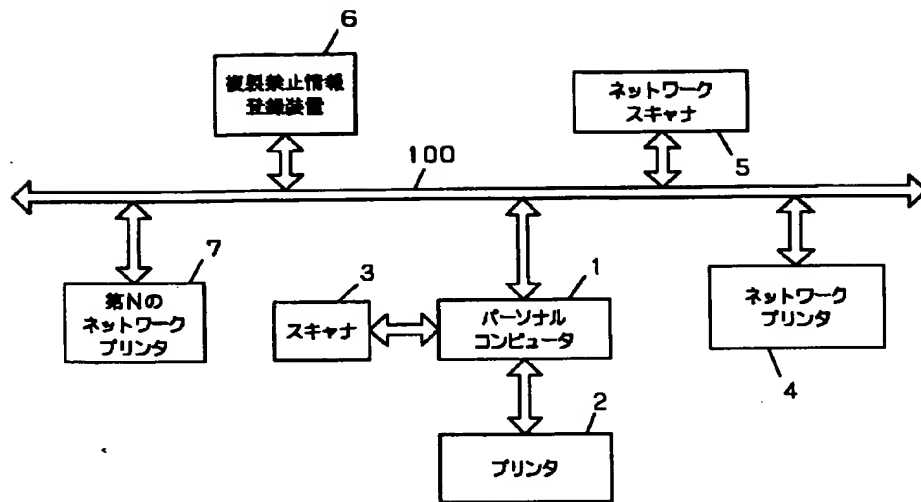 6
複製禁止情報
登録装置
ネットワーク
スキャナ
5
100
7
第Nの
ネットワーク
プリンタ
3
スキャナ
1
パーソナル
コンピュータ
ネットワーク
プリンタ
4
2
プリンタ